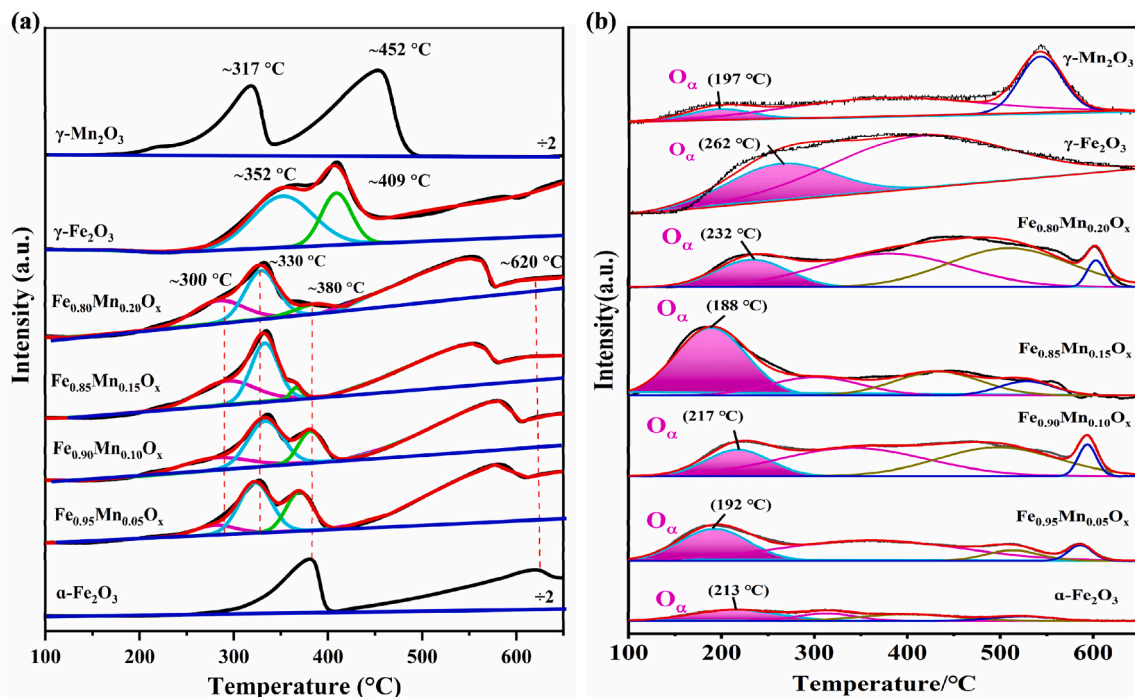 (a)
~317 °C
~452 °C
γ-Mn₂O₃
÷2
~352 °C
~409 °C
γ-Fe₂O₃
~300 °C
~330 °C
~380 °C
~620 °C
Fe₀.₈₀Mn₀.₂₀Oₓ
Fe₀.₈₅Mn₀.₁₅Oₓ
Fe₀.₉₀Mn₀.₁₀Oₓ
Fe₀.₉₅Mn₀.₀₅Oₓ
α-Fe₂O₃
÷2
Intensity (a.u.)
100 200 300 400 500 600
Temperature (°C)
(b)
Oα (197 °C)
γ-Mn₂O₃
Oα (262 °C)
γ-Fe₂O₃
Oα (232 °C)
Fe₀.₈₀Mn₀.₂₀Oₓ
Oα (188 °C)
Fe₀.₈₅Mn₀.₁₅Oₓ
Oα (217 °C)
Fe₀.₉₀Mn₀.₁₀Oₓ
Oα (192 °C)
Fe₀.₉₅Mn₀.₀₅Oₓ
Oα (213 °C)
α-Fe₂O₃
Intensity(a.u.)
100 200 300 400 500 600
Temperature/°C